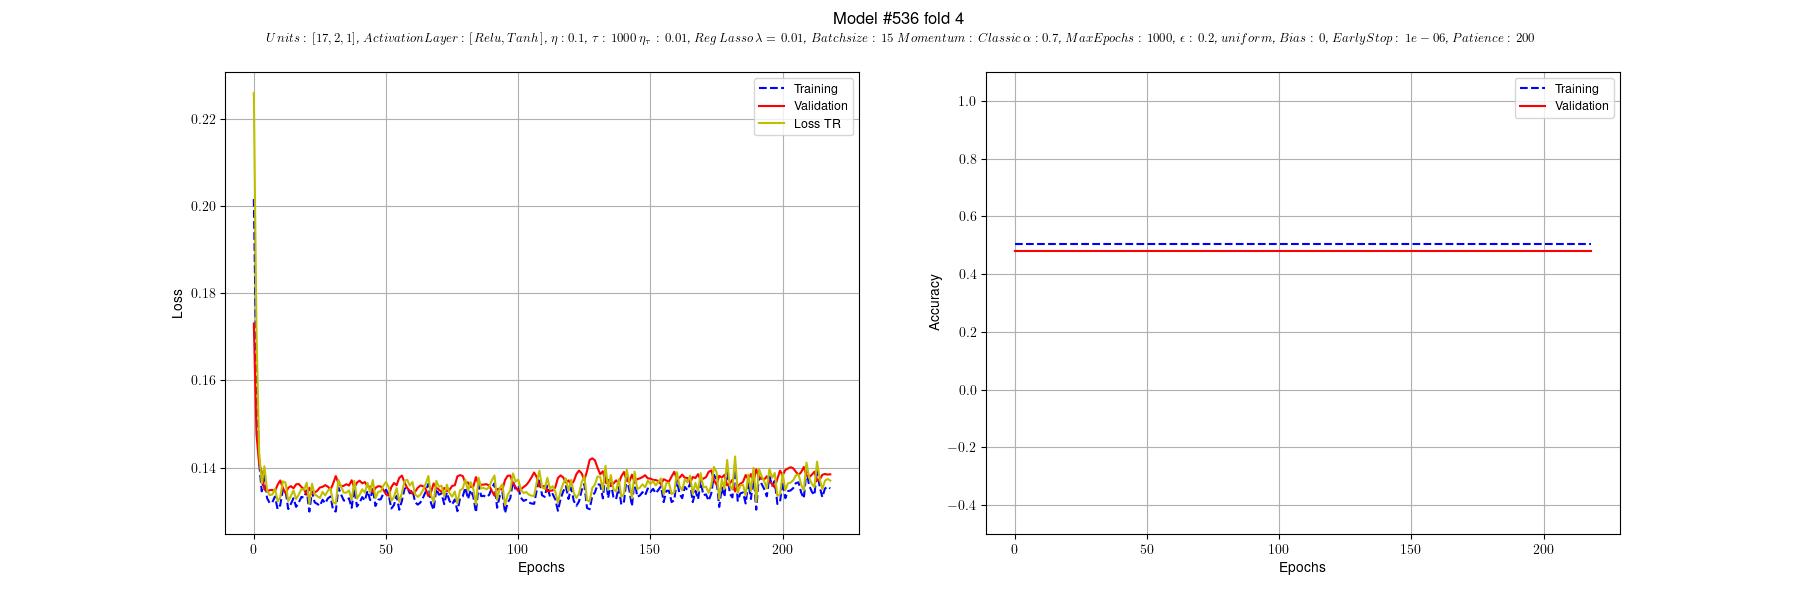 Model #536 fold 4
Units : [17, 2, 1], ActivationLayer : [Relu, Tanh], η : 0.1, τ : 1000 ητ : 0.01, Reg Lasso λ = 0.01, Batchsize : 15 Momentum : Classic α : 0.7, MaxEpochs : 1000, ϵ : 0.2, uniform, Bias : 0, EarlyStop : 1e − 06, Patience : 200
Training
Validation
Loss TR
0.22
0.20
0.18
0.16
0.14
Loss
0 50 100 150 200
Epochs
Training
Validation
1.0
0.8
0.6
0.4
0.2
0.0
−0.2
−0.4
Accuracy
0 50 100 150 200
Epochs